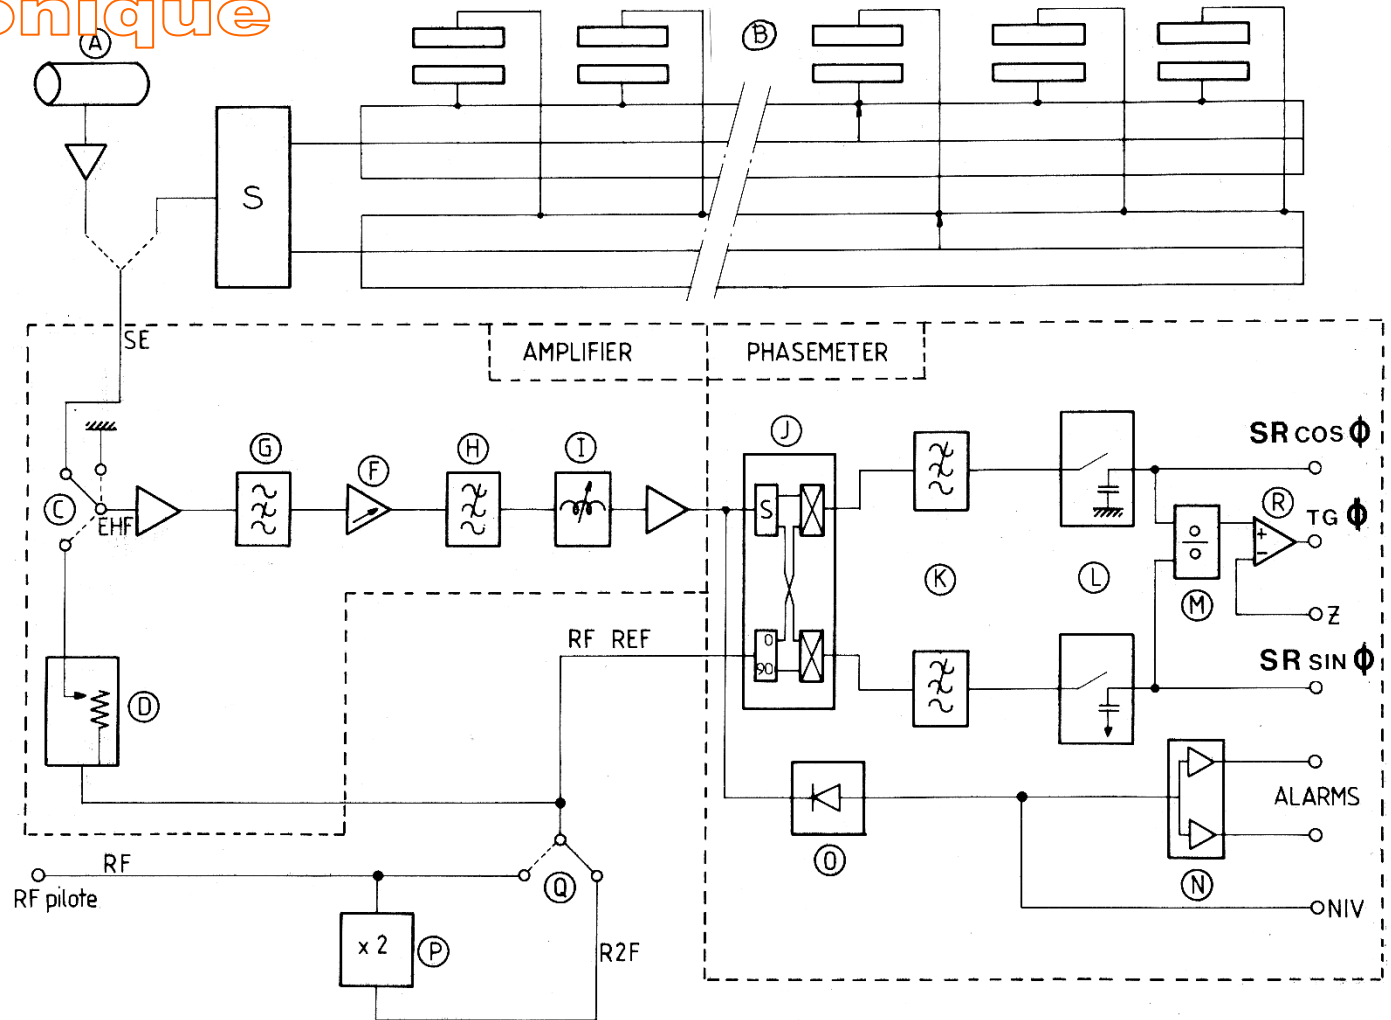 onique
A
B
S
SE
AMPLIFIER
PHASEMETER
J
SR COS Φ
G
F
H
I
R
C
EHF
S
TG Φ
+
−
K
L
M
Z
RF REF
0
90
SR SIN Φ
D
ALARMS
RF
O
N
RF pilote
Q
NIV
x 2
P
R2F